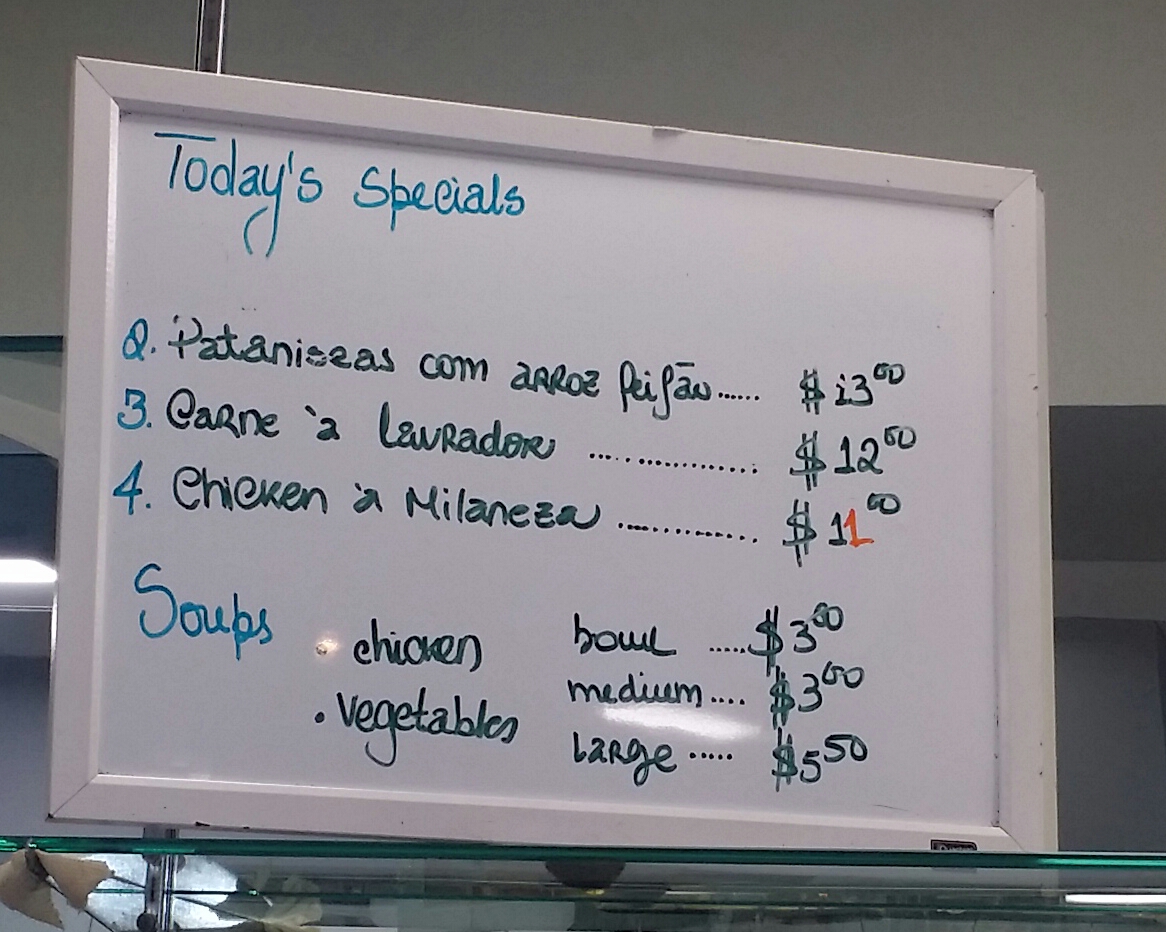 Today's Specials
2. Pataniscas com arroz feijão...... $ 13 00
3. Carne à Lavrador ................ $ 12 00
4. Chicken à Milaneza .............. $ 11 00
Soups
• chicken bowl ..... $3 00
• vegetables medium .... $3 60
large ..... $5 50